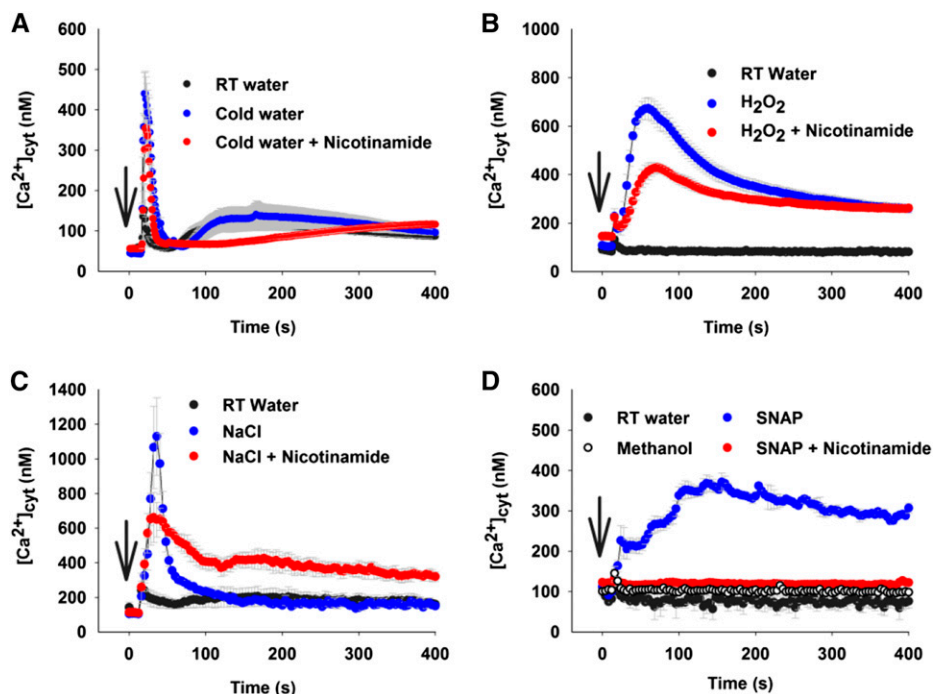 A
[Ca2+]cyt (nM)
600
500
400
300
200
100
0
RT water
Cold water
Cold water + Nicotinamide
0 100 200 300 400
Time (s)
B
[Ca2+]cyt (nM)
1000
800
600
400
200
0
RT Water
H2O2
H2O2 + Nicotinamide
0 100 200 300 400
Time (s)
C
[Ca2+]cyt (nM)
1400
1200
1000
800
600
400
200
0
RT Water
NaCl
NaCl + Nicotinamide
0 100 200 300 400
Time (s)
D
[Ca2+]cyt (nM)
600
500
400
300
200
100
0
RT water SNAP
Methanol SNAP + Nicotinamide
0 100 200 300 400
Time (s)